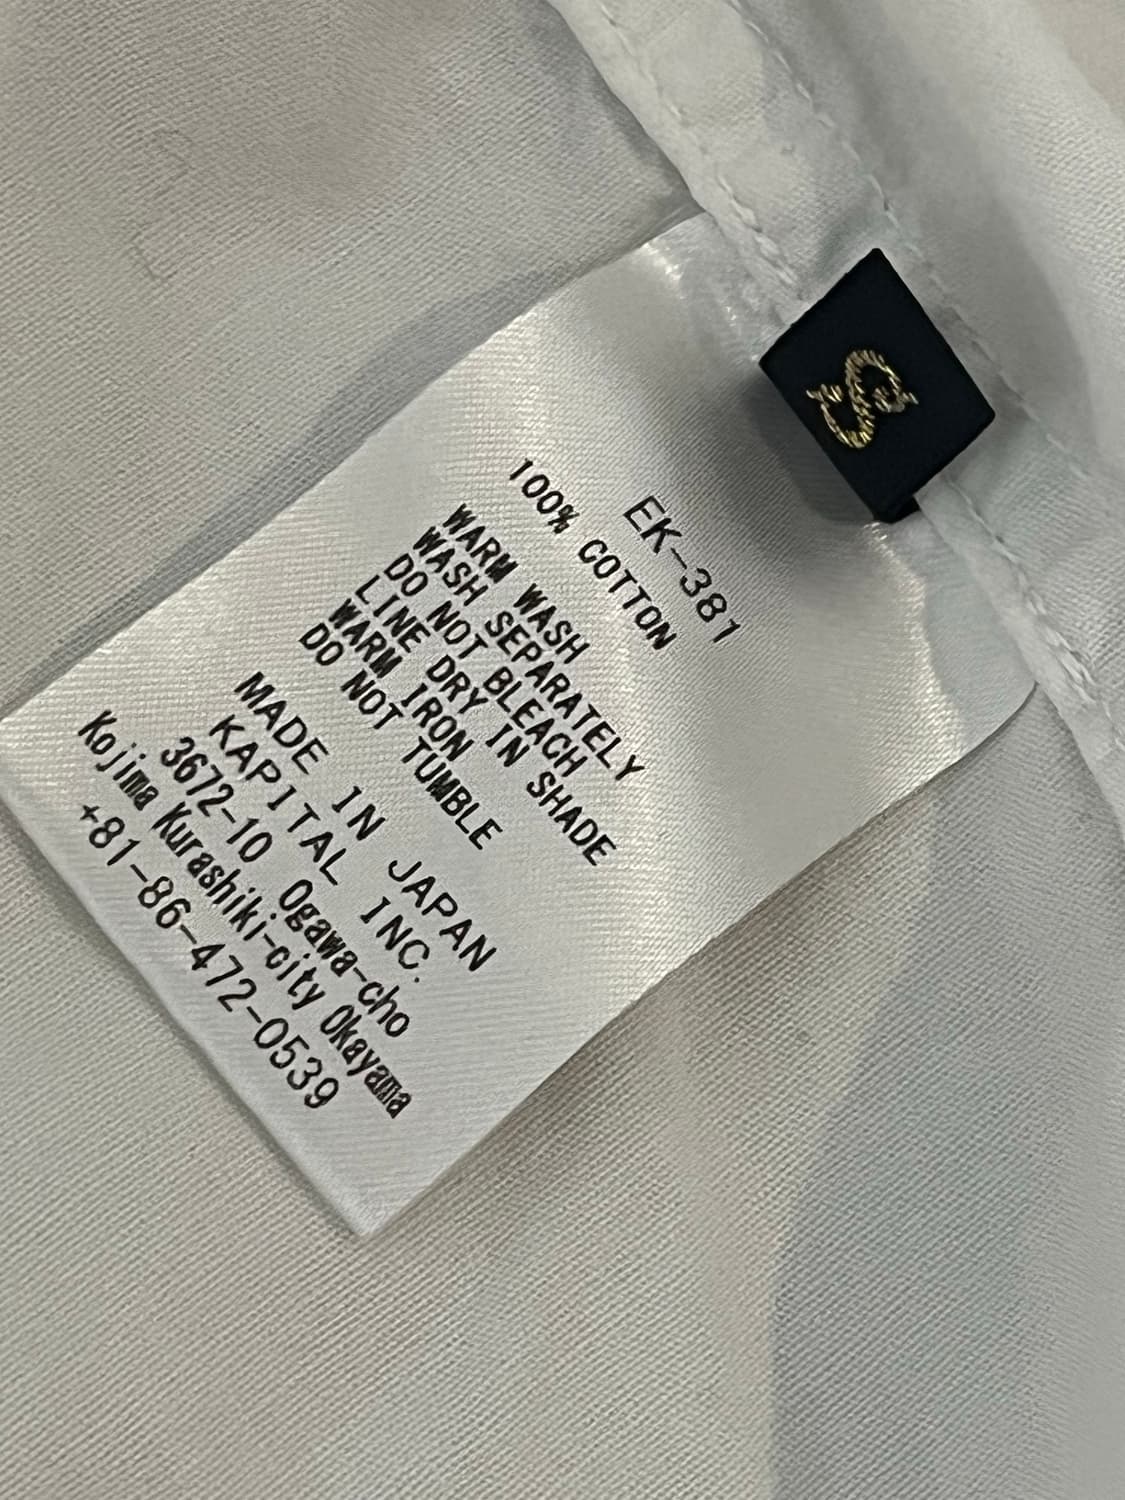 S
EK-381
100% COTTON
WARM WASH
WASH SEPARATELY
DO NOT BLEACH
LINE DRY IN SHADE
WARM IRON
DO NOT TUMBLE
MADE IN JAPAN
KAPITAL INC.
3672-10 Ogawa-cho
Kojima Kurashiki-city Okayama
+81-86-472-0539